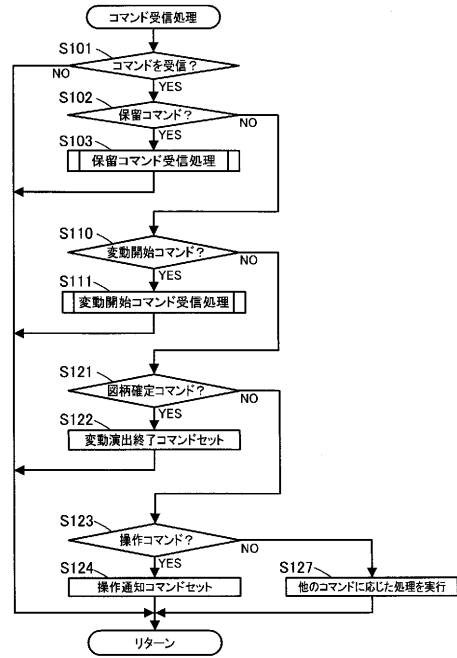 コマンド受信処理
S101
コマンドを受信？
NO
YES
S102
保留コマンド？
NO
YES
S103
保留コマンド受信処理
S110
変動開始コマンド？
NO
YES
S111
変動開始コマンド受信処理
S121
図柄確定コマンド？
NO
YES
S122
変動演出終了コマンドセット
S123
操作コマンド？
NO
YES
S124
操作通知コマンドセット
S127
他のコマンドに応じた処理を実行
リターン